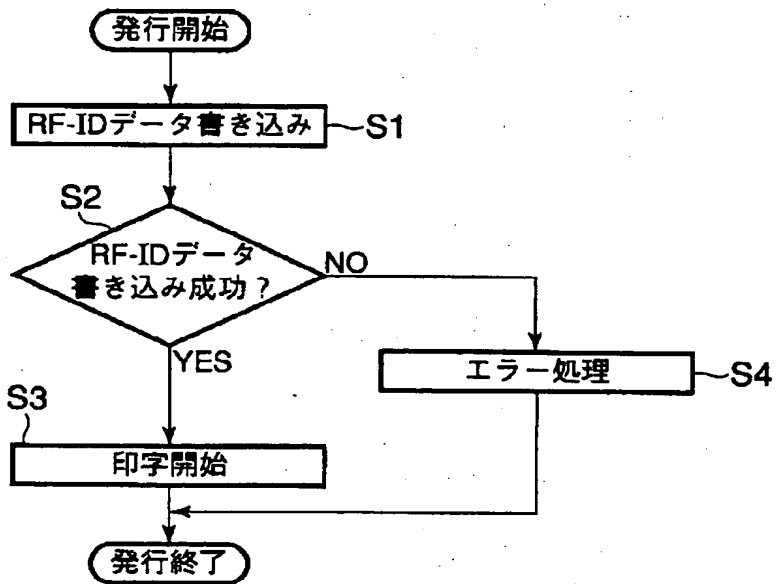 発行開始
RF-IDデータ書き込み
S1
S2
RF-IDデータ
書き込み成功？
NO
YES
エラー処理
S4
S3
印字開始
発行終了